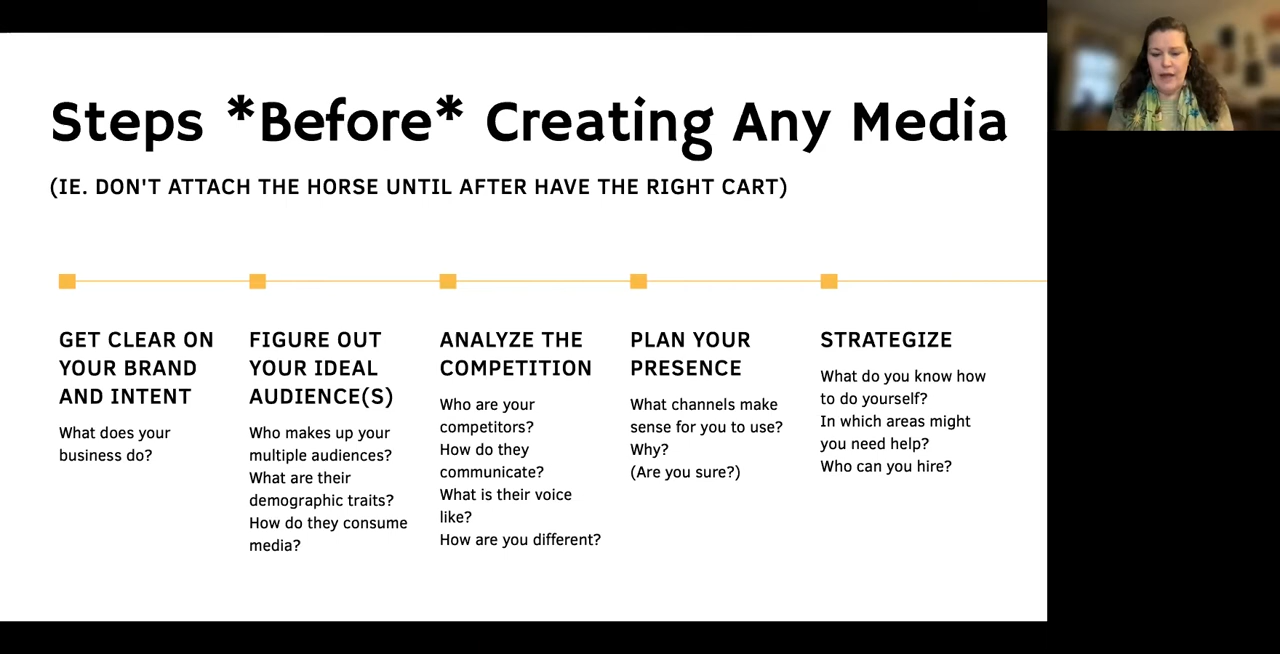 Steps *Before* Creating Any Media
(IE. DON'T ATTACH THE HORSE UNTIL AFTER HAVE THE RIGHT CART)
GET CLEAR ON
YOUR BRAND
AND INTENT
What does your
business do?
FIGURE OUT
YOUR IDEAL
AUDIENCE(S)
Who makes up your
multiple audiences?
What are their
demographic traits?
How do they consume
media?
ANALYZE THE
COMPETITION
Who are your
competitors?
How do they
communicate?
What is their voice
like?
How are you different?
PLAN YOUR
PRESENCE
What channels make
sense for you to use?
Why?
(Are you sure?)
STRATEGIZE
What do you know how
to do yourself?
In which areas might
you need help?
Who can you hire?